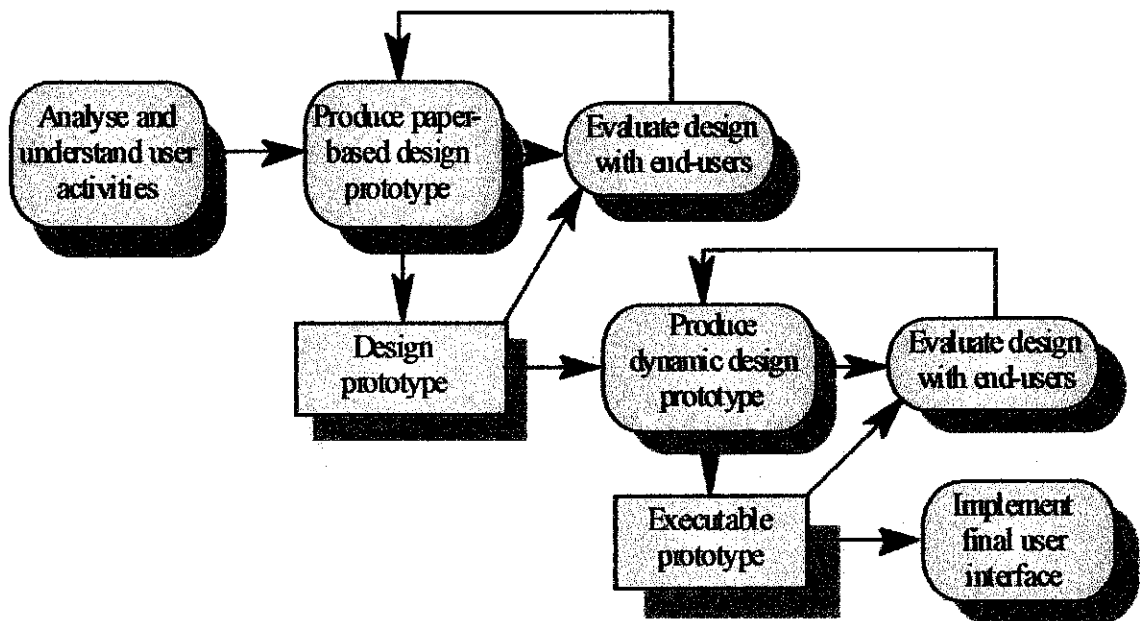 Analyse and
understand user
activities
Produce paper-
based design
prototype
Evaluate design
with end-users
Design
prototype
Produce
dynamic design
prototype
Evaluate design
with end-users
Executable
prototype
Implement
final user
interface